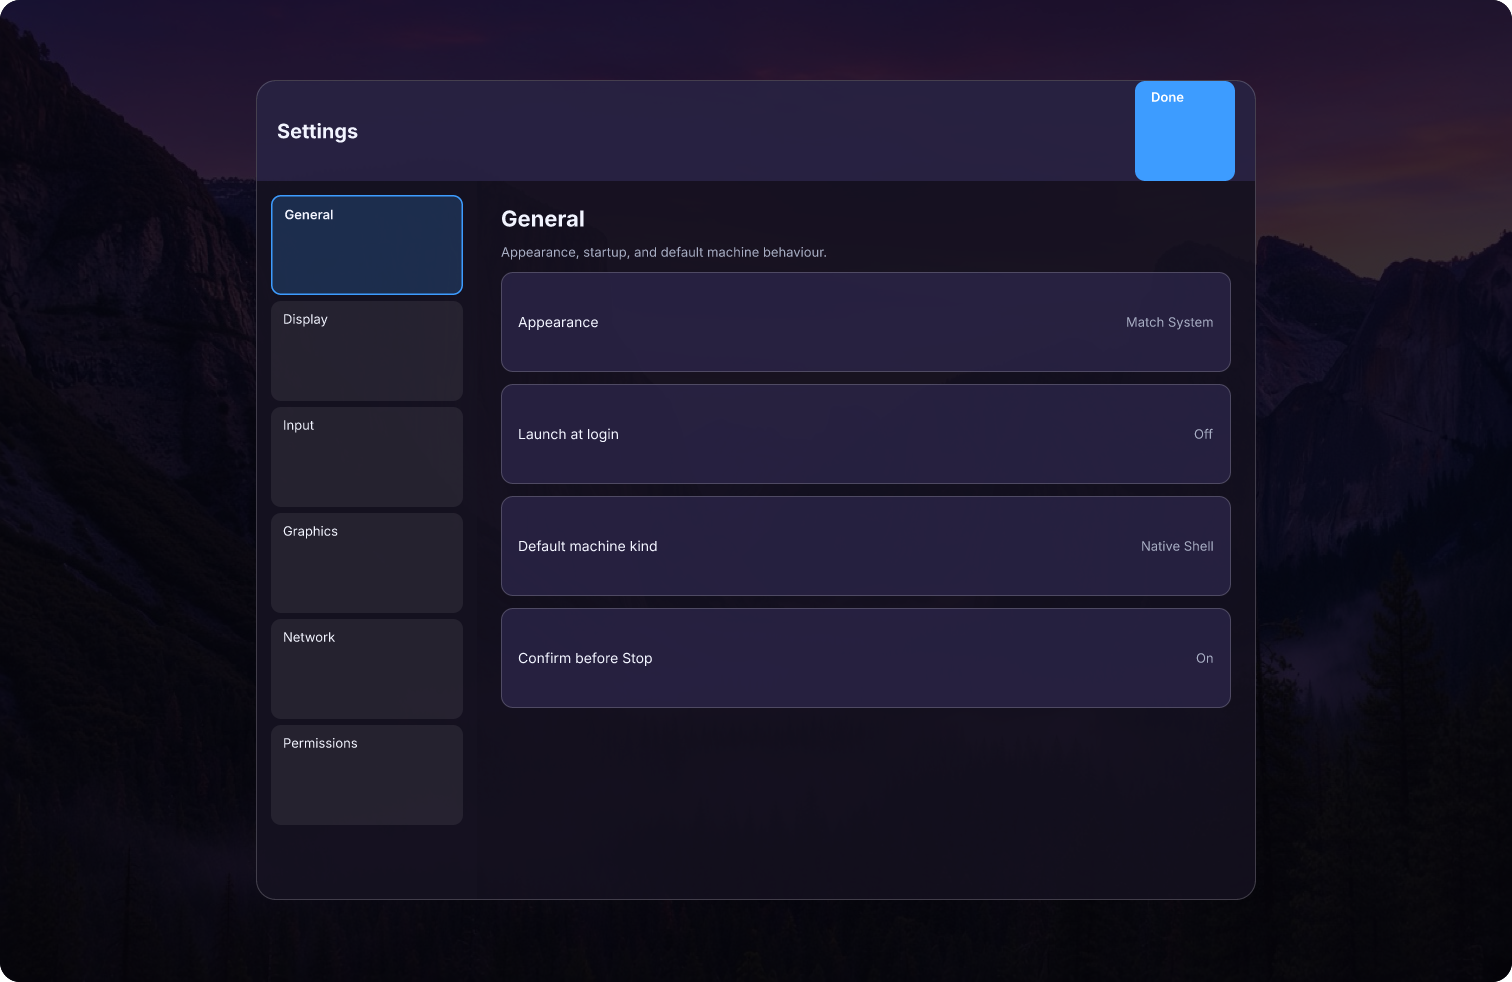 Settings
Done
General
Display
Input
Graphics
Network
Permissions
General
Appearance, startup, and default machine behaviour.
Appearance
Match System
Launch at login
Off
Default machine kind
Native Shell
Confirm before Stop
On